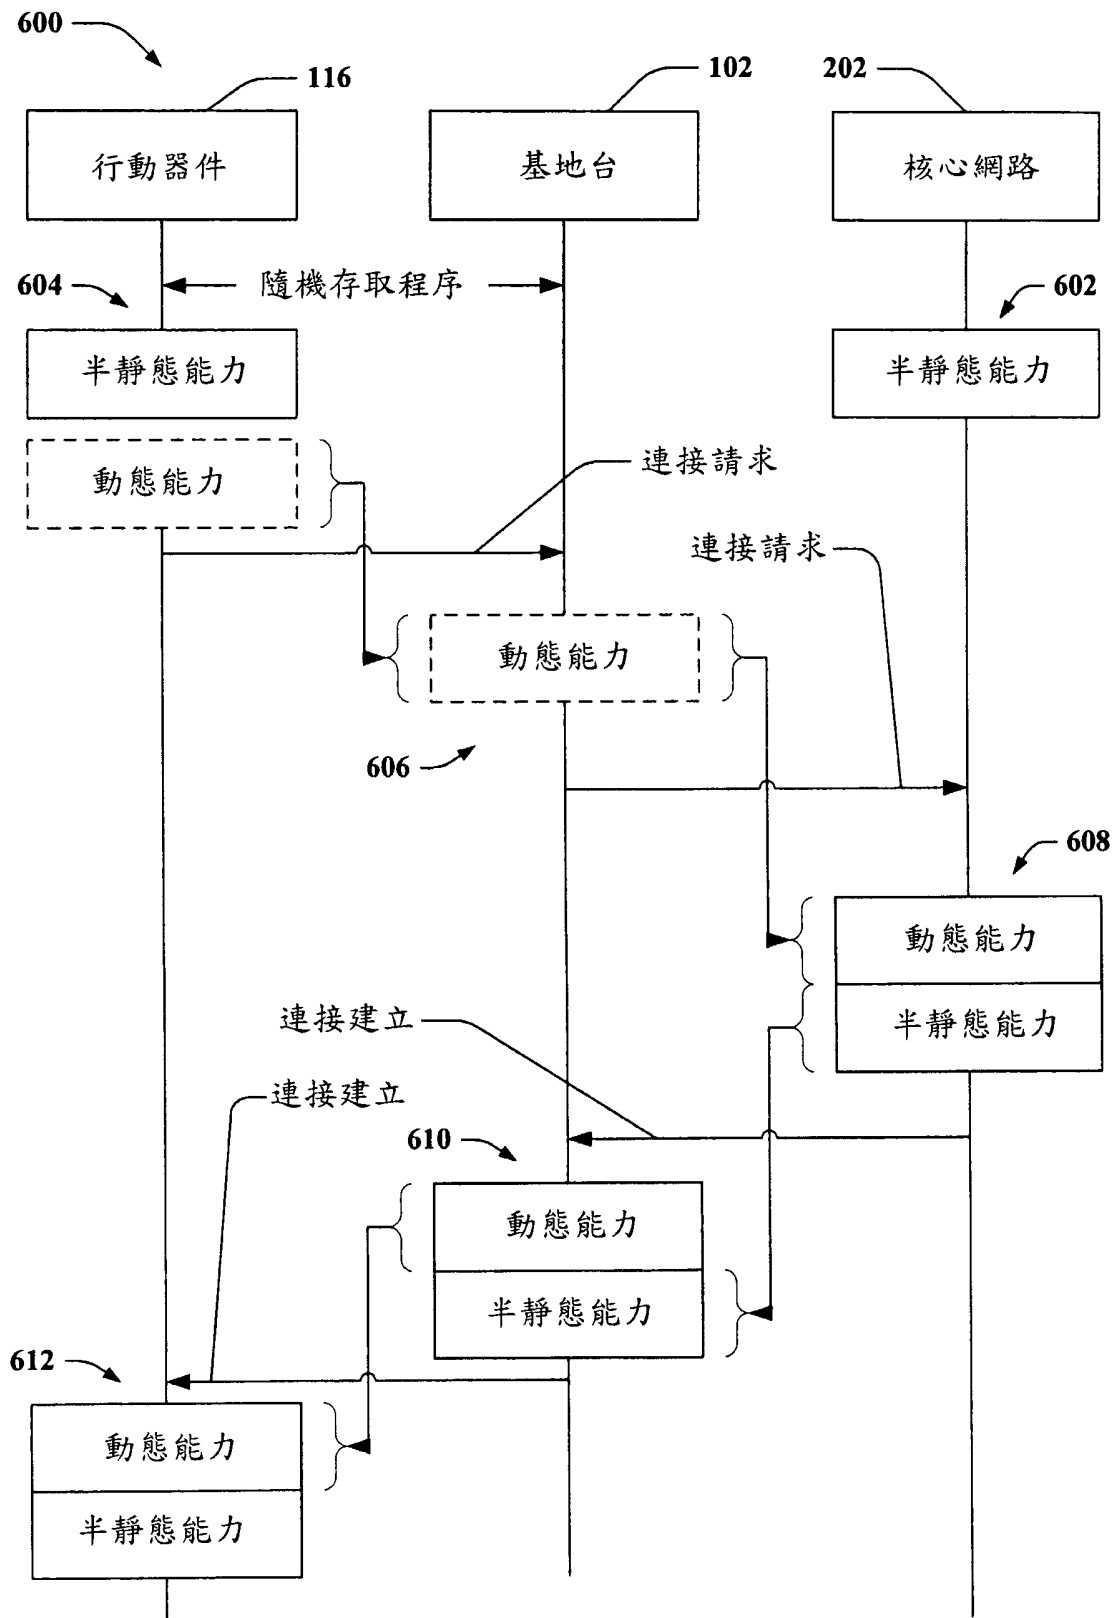 600
116
102
202
行動器件
基地台
核心網路
604
隨機存取程序
602
半靜態能力
半靜態能力
動態能力
連接請求
連接請求
動態能力
606
608
動態能力
半靜態能力
連接建立
連接建立
610
動態能力
半靜態能力
612
動態能力
半靜態能力